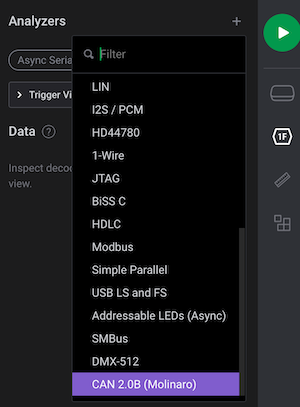 Analyzers
+
Filter
Async Seria
LIN
Trigger Vi
I2S / PCM
HD44780
Data ?
1-Wire
JTAG
Inspect deco
view.
BiSS C
HDLC
Modbus
Simple Parallel
USB LS and FS
Addressable LEDs (Async)
SMBus
DMX-512
CAN 2.0B (Molinaro)
1F